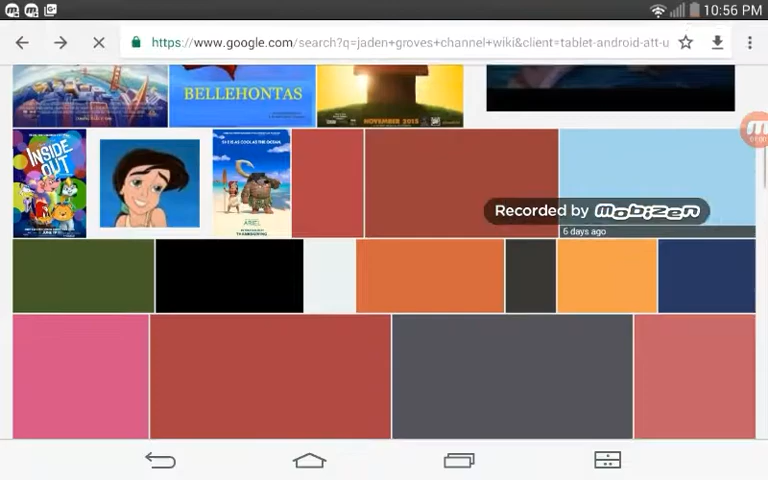 10:56 PM
https://www.google.com/search?q=jaden+groves+channel+wiki&client=tablet-android-att-u
BELLEHONTAS
NOVEMBER 2015
INSIDE
OUT
Recorded by mobizen
6 days ago